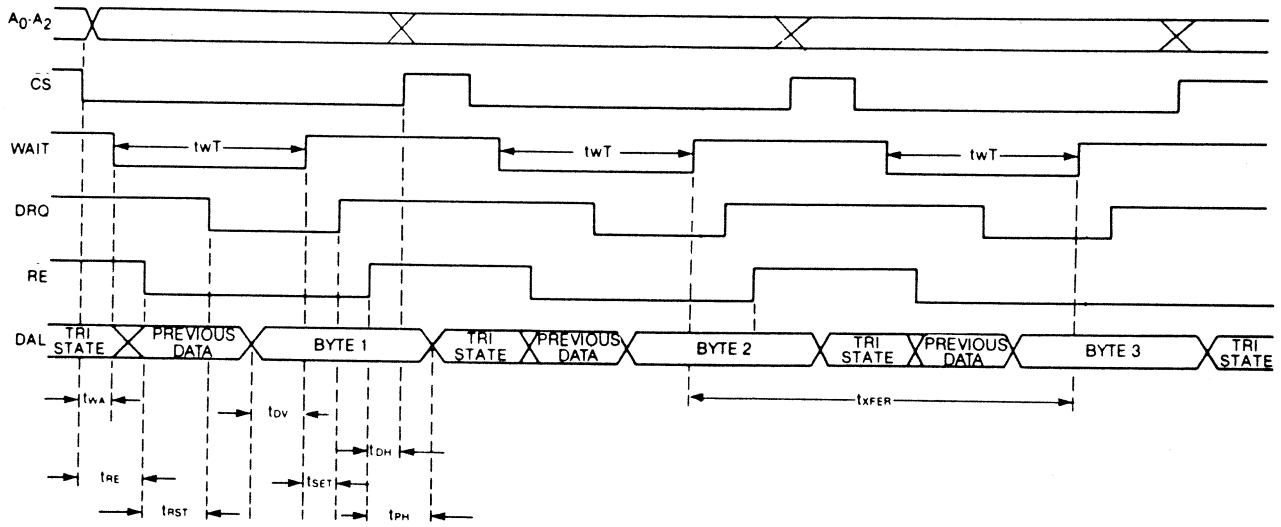 A₀-A₂
CS
WAIT
tWT
tWT
tWT
DRQ
RE
DAL
TRI STATE
PREVIOUS DATA
BYTE 1
TRI STATE
PREVIOUS DATA
BYTE 2
TRI STATE
PREVIOUS DATA
BYTE 3
TRI STATE
tWA
tDV
tXFER
tDH
tRE
tSET
tRST
tPH